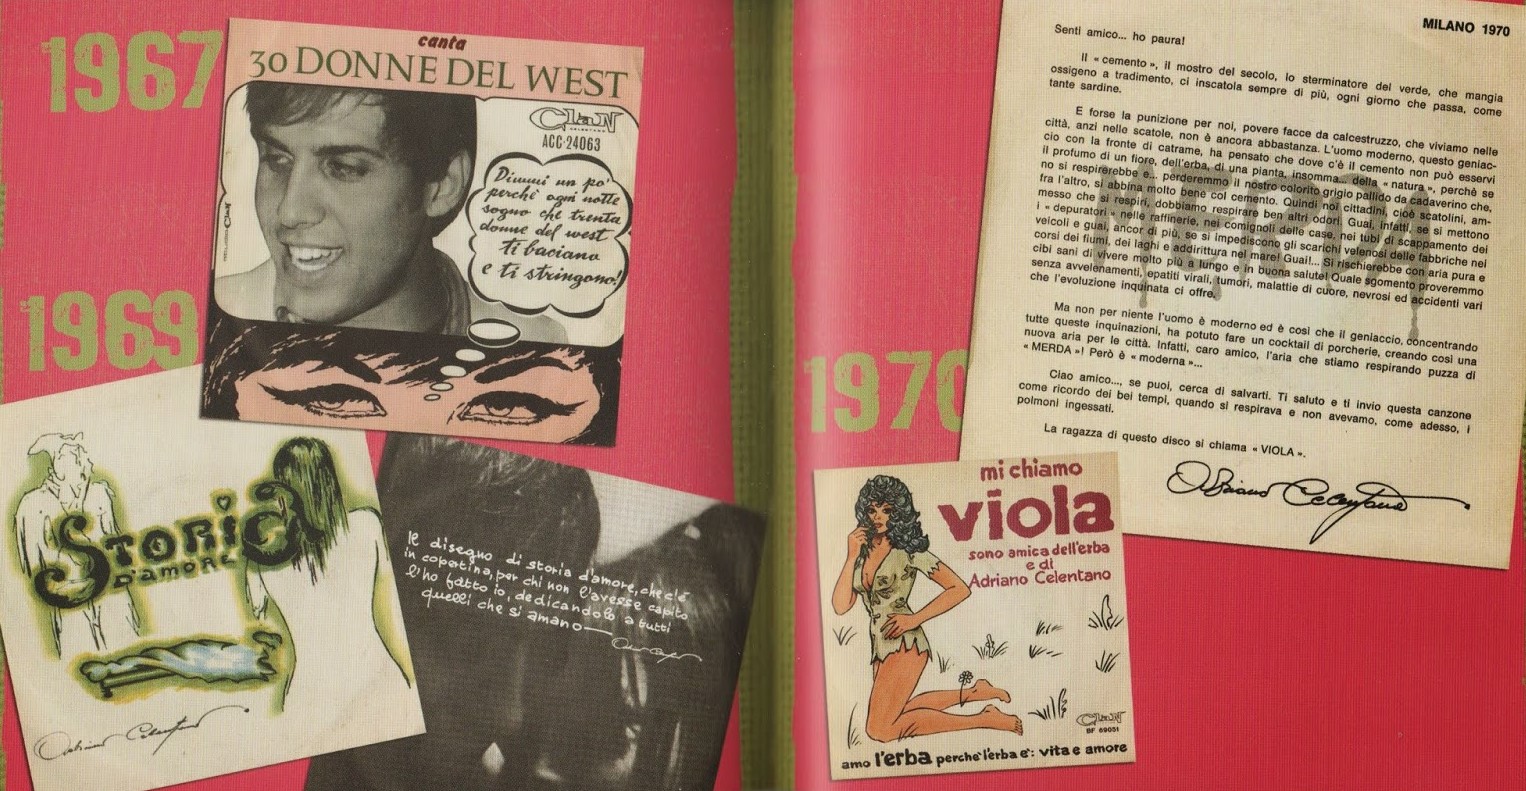 1967
canta
30 DONNE DEL WEST
Clan
CELENTANO
ACC·24063
Dimmi un po'
perchè ogni notte
sogno che trenta
donne del west
ti baciano
e ti stringono!
1969
STORIA
D'AMORE
Adriano Celentano
le disegno di storia d'amore, che c'è
in copertina, per chi non l'avesse capito
l'ho fatto io, dedicandolo a tutti
quelli che si amano—
1970
MILANO 1970
Senti amico... ho paura!
Il « cemento », il mostro del secolo, lo sterminatore del verde, che mangia
ossigeno a tradimento, ci inscatola sempre di più, ogni giorno che passa, come
tante sardine.
E forse la punizione per noi, povere facce da calcestruzzo, che viviamo nelle
città, anzi nelle scatole, non è ancora abbastanza. L'uomo moderno, questo geniac-
cio con la fronte di catrame, ha pensato che dove c'è il cemento non può esservi
il profumo di un fiore, dell'erba, di una pianta, insomma... della « natura », perchè se
no si respirerebbe e... perderemmo il nostro colorito grigio pallido da cadaverino che,
fra l'altro, si abbina molto bene col cemento. Quindi noi cittadini, cioè scatolini, am-
messo che si respiri, dobbiamo respirare ben altri odori. Guai, infatti, se si mettono
i « depuratori » nelle raffinerie, nei comignoli delle case, nei tubi di scappamento dei
veicoli e guai, ancor di più, se si impediscono gli scarichi velenosi delle fabbriche nei
corsi dei fiumi, dei laghi e addirittura nel mare! Guai!... Si rischierebbe con aria pura e
cibi sani di vivere molto più a lungo e in buona salute! Quale sgomento proveremmo
senza avvelenamenti, epatiti virali, tumori, malattie di cuore, nevrosi ed accidenti vari
che l'evoluzione inquinata ci offre.
MERDA
Ma non per niente l'uomo è moderno ed è così che il geniaccio, concentrando
tutte queste inquinazioni, ha potuto fare un cocktail di porcherie, creando così una
nuova aria per le città. Infatti, caro amico, l'aria che stiamo respirando puzza di
« MERDA »! Però è « moderna »...
Ciao amico..., se puoi, cerca di salvarti. Ti saluto e ti invio questa canzone
come ricordo dei bei tempi, quando si respirava e non avevamo, come adesso, i
polmoni ingessati.
La ragazza di questo disco si chiama « VIOLA ».
Adriano Celentano
mi chiamo
viola
sono amica dell'erba
e di
Adriano Celentano
Clan
BF 69051
amo l'erba perchè l'erba è: vita e amore